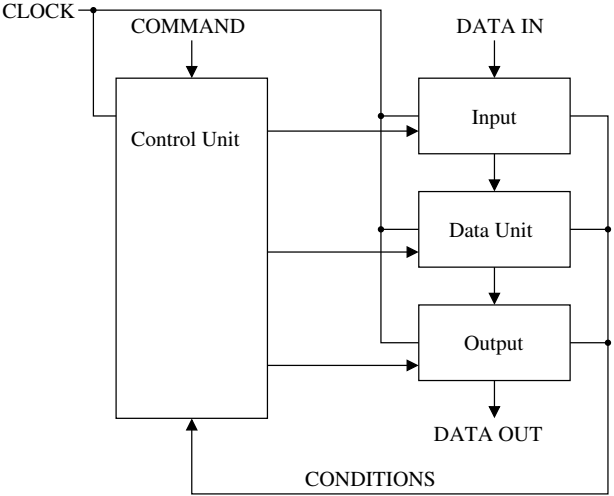 CLOCK
COMMAND
DATA IN
Input
Control Unit
Data Unit
Output
DATA OUT
CONDITIONS